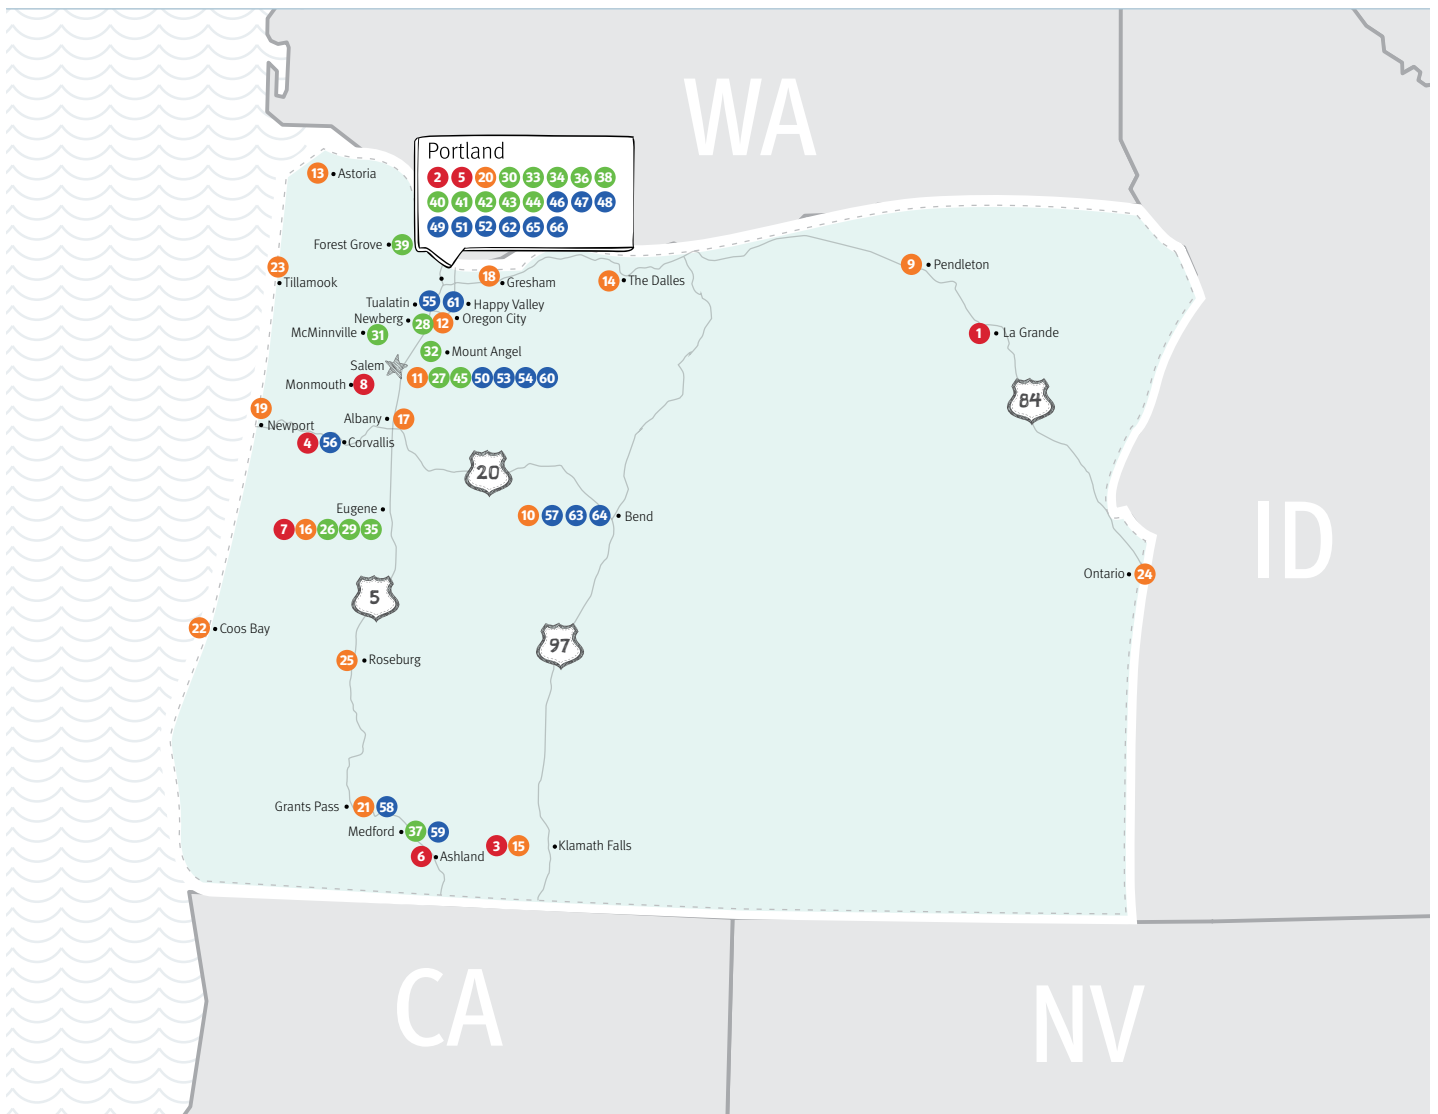 WA
Portland
2 5 20 30 33 34 36 38
40 41 42 43 44 46 47 48
49 51 52 62 65 66
13 Astoria
Forest Grove 39
23
Tillamook
18 Gresham
14 The Dalles
9 Pendleton
Tualatin 55 61 Happy Valley
Newberg 28 12 Oregon City
McMinnville 31
1 La Grande
32 Mount Angel
Salem
11 27 45 50 53 54 60
Monmouth 8
84
19
Newport
Albany 17
4 56 Corvallis
20
Eugene
7 16 26 29 35
10 57 63 64 Bend
ID
Ontario 24
5
22 Coos Bay
97
25 Roseburg
Grants Pass 21 58
Medford 37 59
6 Ashland
3 15 Klamath Falls
CA
NV